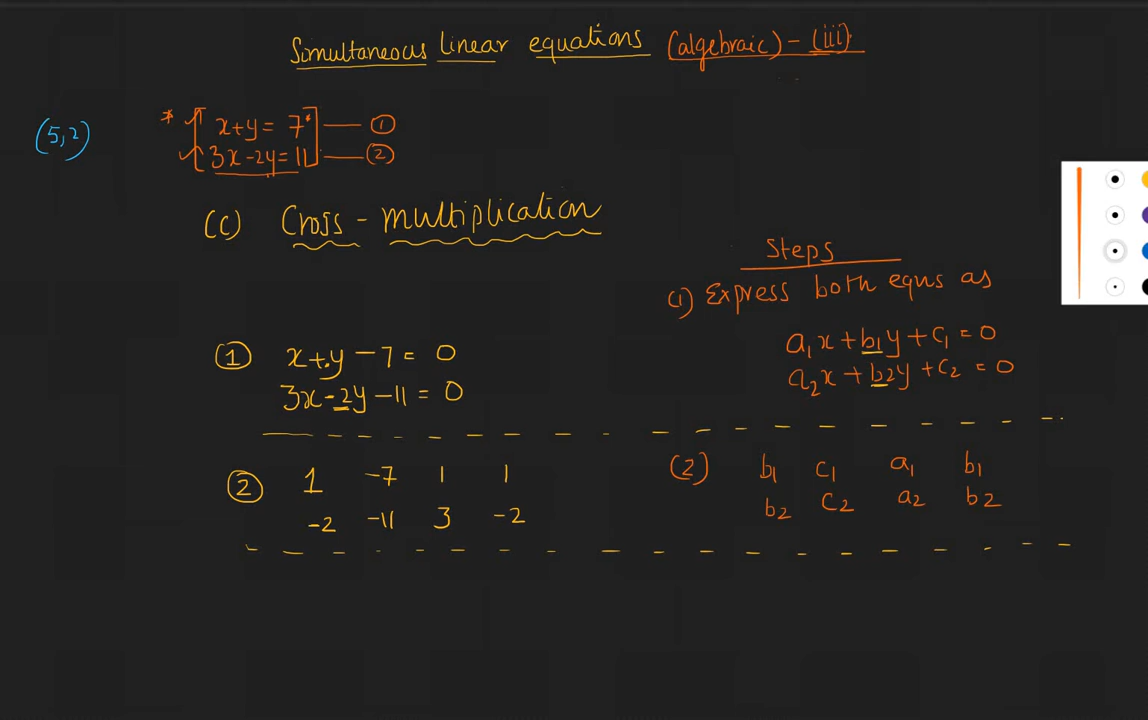 Simultaneous linear equations (algebraic) - (iii)
(5,2)
* x+y = 7 — ①
3x-2y = 11 — ②
(c) Cross - multiplication
Steps
(1) Express both equns as
a₁x + b₁y + c₁ = 0
a₂x + b2y + c₂ = 0
① x+y - 7 = 0
3x-2y - 11 = 0
② 1 -7 1 1
-2 -11 3 -2
(2) b₁ c₁ a₁ b₁
b₂ c₂ a₂ b₂